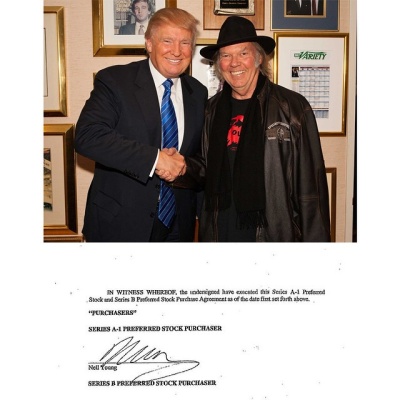 VARIETY
IN WITNESS WHEREOF, the undersigned have executed this Series A-1 Preferred
Stock and Series B Preferred Stock Purchase Agreement as of the date first set forth above.
"PURCHASERS"
SERIES A-1 PREFERRED STOCK PURCHASER
Neil Young
SERIES B PREFERRED STOCK PURCHASER